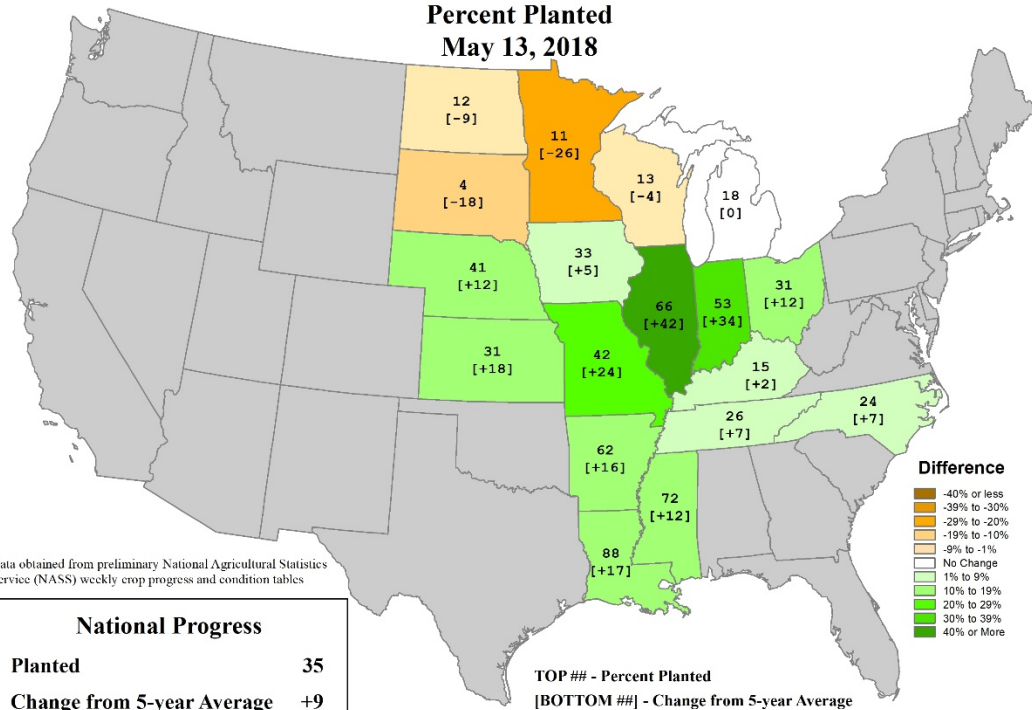 Percent Planted
May 13, 2018
12
[-9]
11
[-26]
13
[-4]
18
[0]
4
[-18]
33
[+5]
41
[+12]
66
[+42]
53
[+34]
31
[+12]
31
[+18]
42
[+24]
15
[+2]
26
[+7]
24
[+7]
62
[+16]
72
[+12]
88
[+17]
Difference
-40% or less
-39% to -30%
-29% to -20%
-19% to -10%
-9% to -1%
No Change
1% to 9%
10% to 19%
20% to 29%
30% to 39%
40% or More
ata obtained from preliminary National Agricultural Statistics
ervice (NASS) weekly crop progress and condition tables
National Progress
Planted 35
Change from 5-year Average +9
TOP ## - Percent Planted
[BOTTOM ##] - Change from 5-year Average